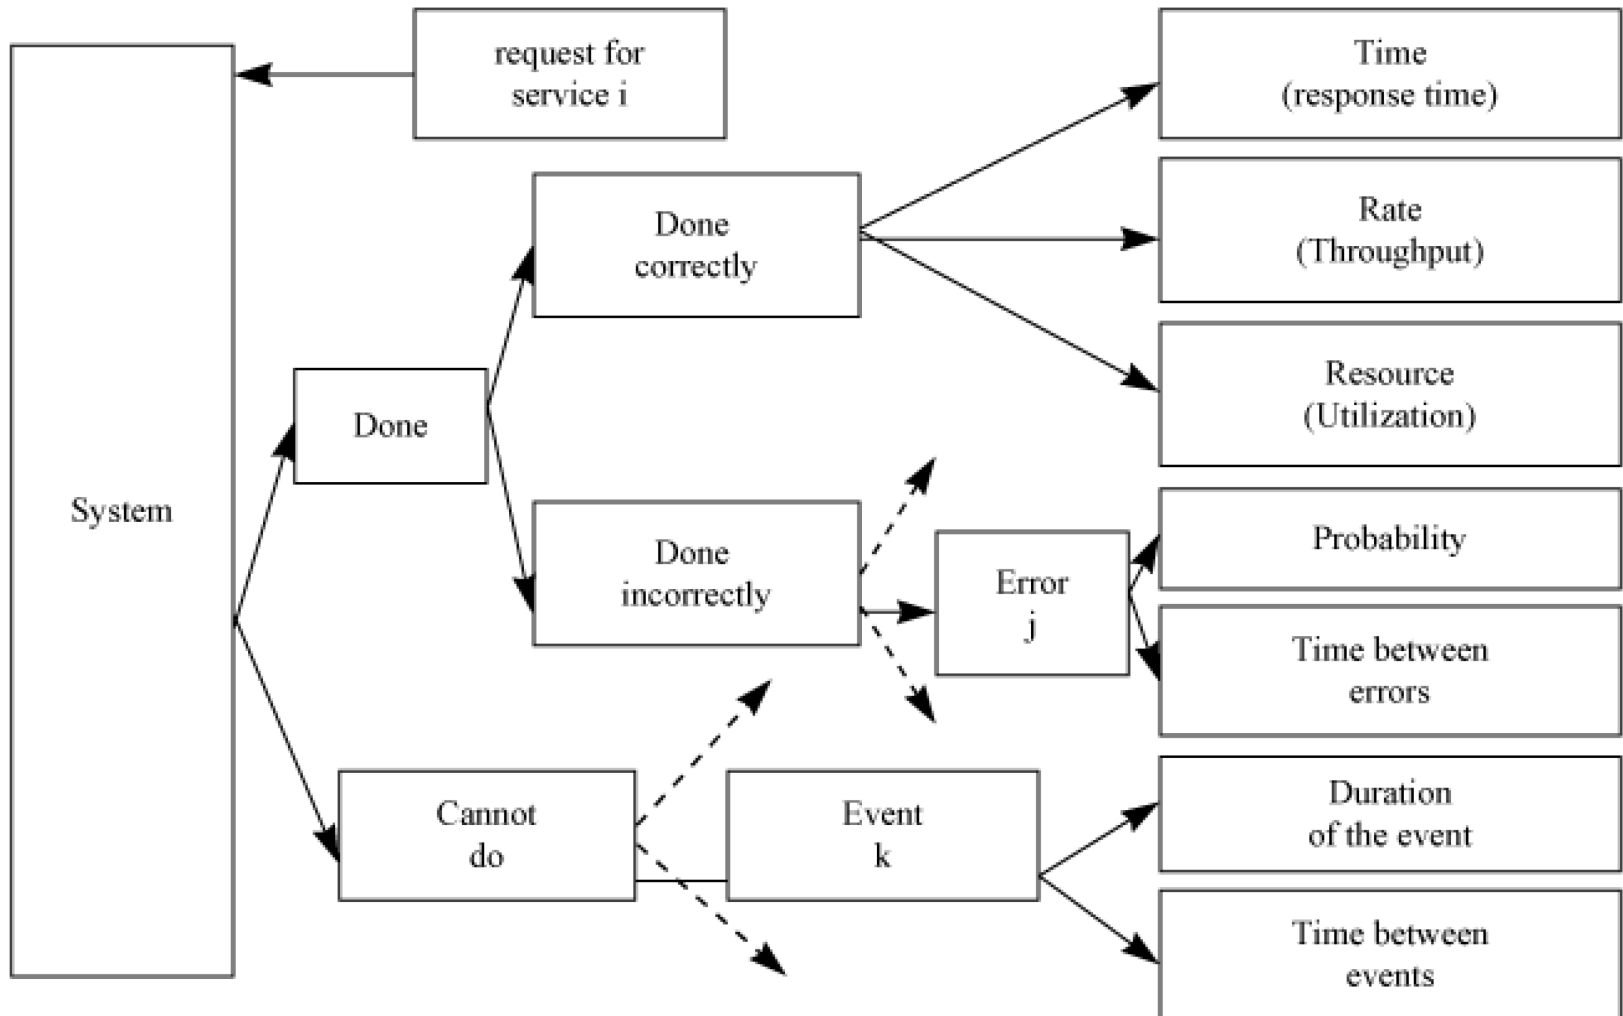 request for
service i
Time
(response time)
Rate
(Throughput)
Done
correctly
Resource
(Utilization)
Done
System
Done
incorrectly
Error
j
Probability
Time between
errors
Cannot
do
Event
k
Duration
of the event
Time between
events